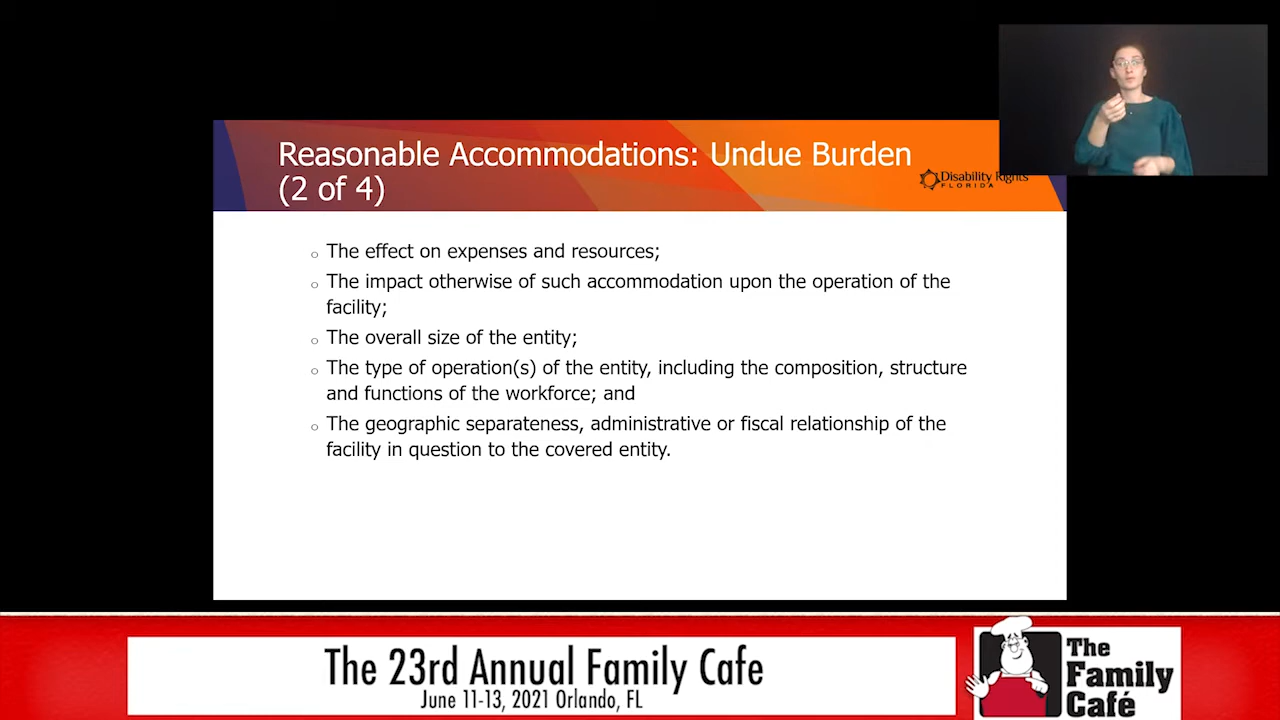 Reasonable Accommodations: Undue Burden
(2 of 4)
Disability Rights
FLORIDA
○ The effect on expenses and resources;
○ The impact otherwise of such accommodation upon the operation of the
facility;
○ The overall size of the entity;
○ The type of operation(s) of the entity, including the composition, structure
and functions of the workforce; and
○ The geographic separateness, administrative or fiscal relationship of the
facility in question to the covered entity.
The 23rd Annual Family Cafe
June 11-13, 2021 Orlando, FL
The
Family
Café